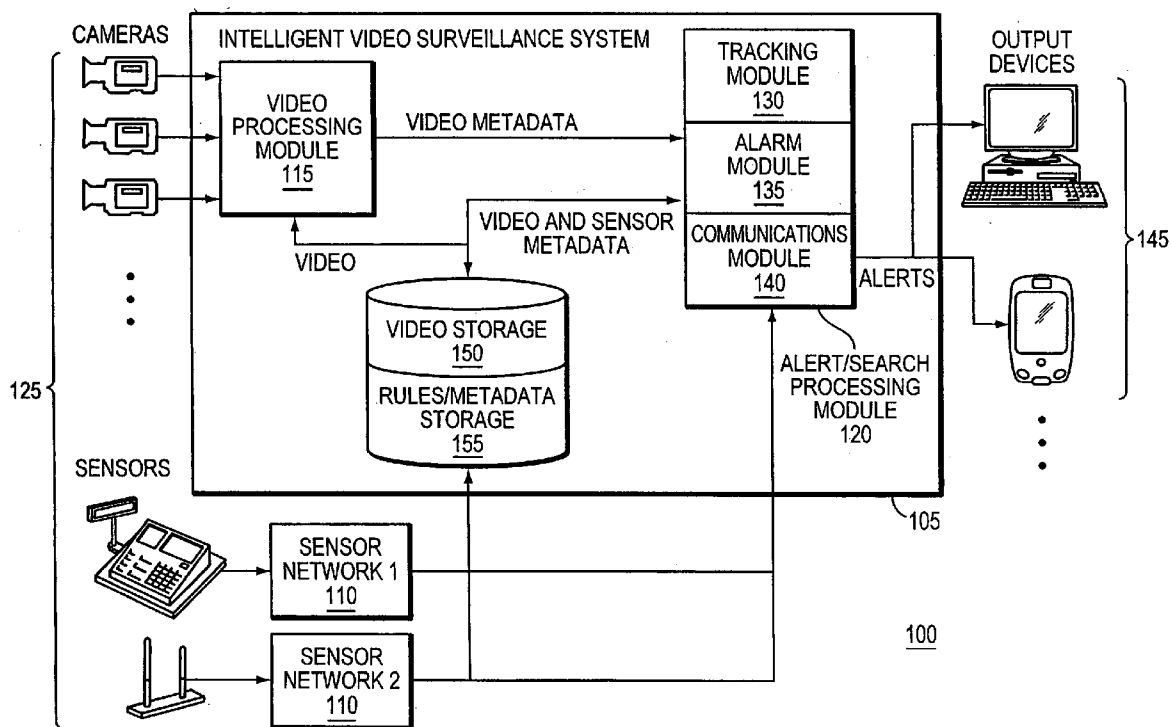 CAMERAS
INTELLIGENT VIDEO SURVEILLANCE SYSTEM
VIDEO
PROCESSING
MODULE
115
VIDEO METADATA
TRACKING
MODULE
130
ALARM
MODULE
135
COMMUNICATIONS
MODULE
140
OUTPUT
DEVICES
145
VIDEO AND SENSOR
METADATA
VIDEO
ALERTS
VIDEO STORAGE
150
RULES/METADATA
STORAGE
155
ALERT/SEARCH
PROCESSING
MODULE
120
125
SENSORS
105
SENSOR
NETWORK 1
110
SENSOR
NETWORK 2
110
100